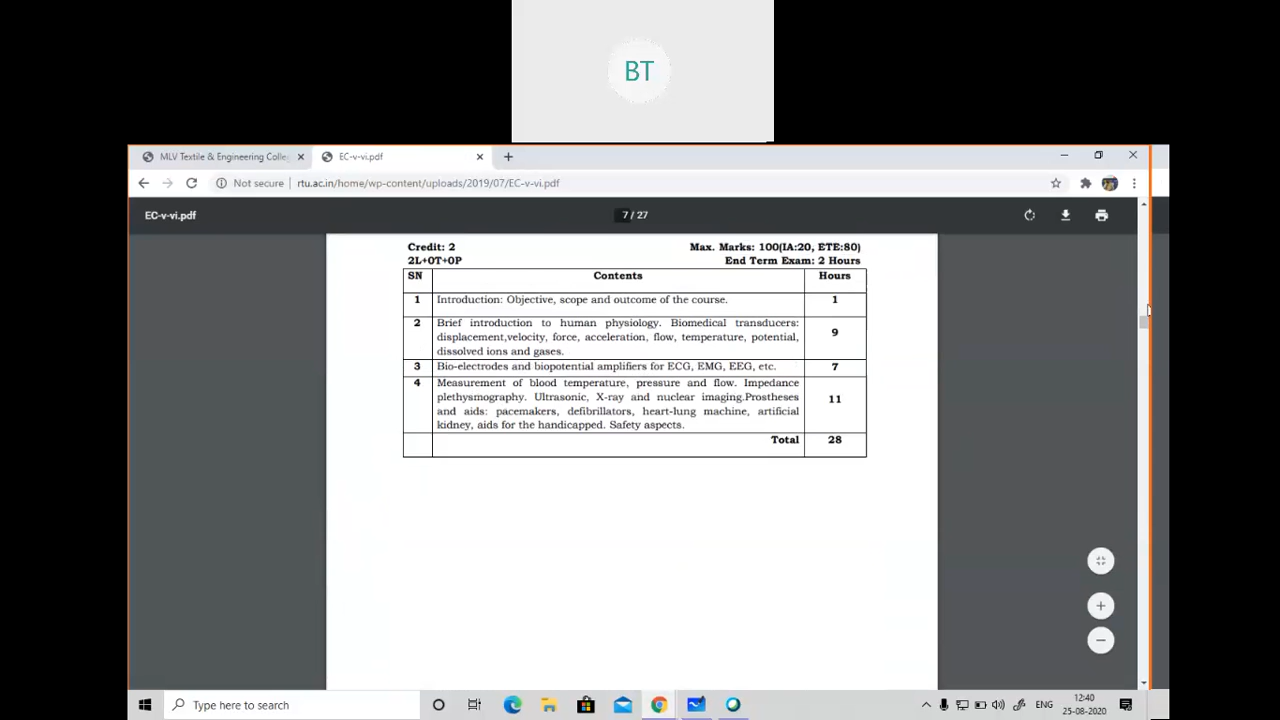 BT
MLV Textile & Engineering Colleg
EC-v-vi.pdf
Not secure | rtu.ac.in/home/wp-content/uploads/2019/07/EC-v-vi.pdf
EC-v-vi.pdf
7 / 27
Credit: 2 Max. Marks: 100(IA:20, ETE:80)
2L+0T+0P End Term Exam: 2 Hours
SN Contents Hours
1 Introduction: Objective, scope and outcome of the course. 1
2 Brief introduction to human physiology. Biomedical transducers:
displacement,velocity, force, acceleration, flow, temperature, potential, 9
dissolved ions and gases.
3 Bio-electrodes and biopotential amplifiers for ECG, EMG, EEG, etc. 7
4 Measurement of blood temperature, pressure and flow. Impedance
plethysmography. Ultrasonic, X-ray and nuclear imaging.Prostheses 11
and aids: pacemakers, defibrillators, heart-lung machine, artificial
kidney, aids for the handicapped. Safety aspects.
Total 28
Type here to search
ENG
12:40
25-08-2020